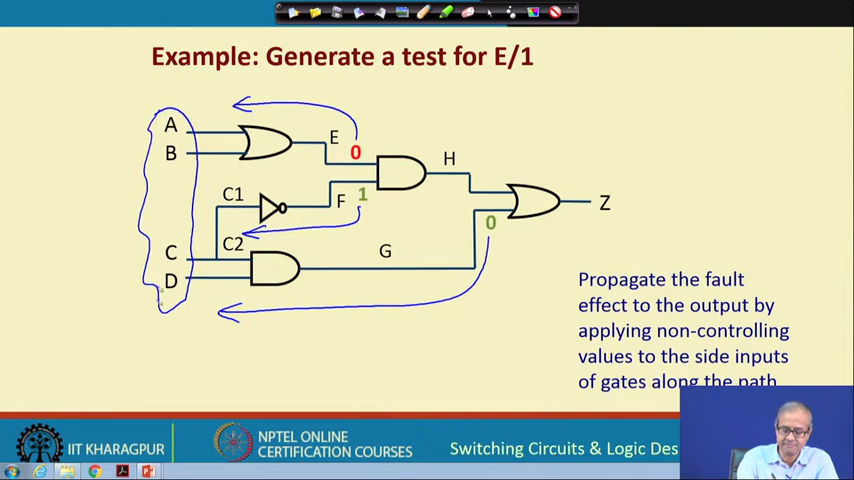 Example: Generate a test for E/1
A
B
E
0
H
C1
F
1
Z
C2
0
C
G
D
Propagate the fault
effect to the output by
applying non-controlling
values to the side inputs
of gates along the path
IIT KHARAGPUR
NPTEL ONLINE
CERTIFICATION COURSES
Switching Circuits & Logic Des